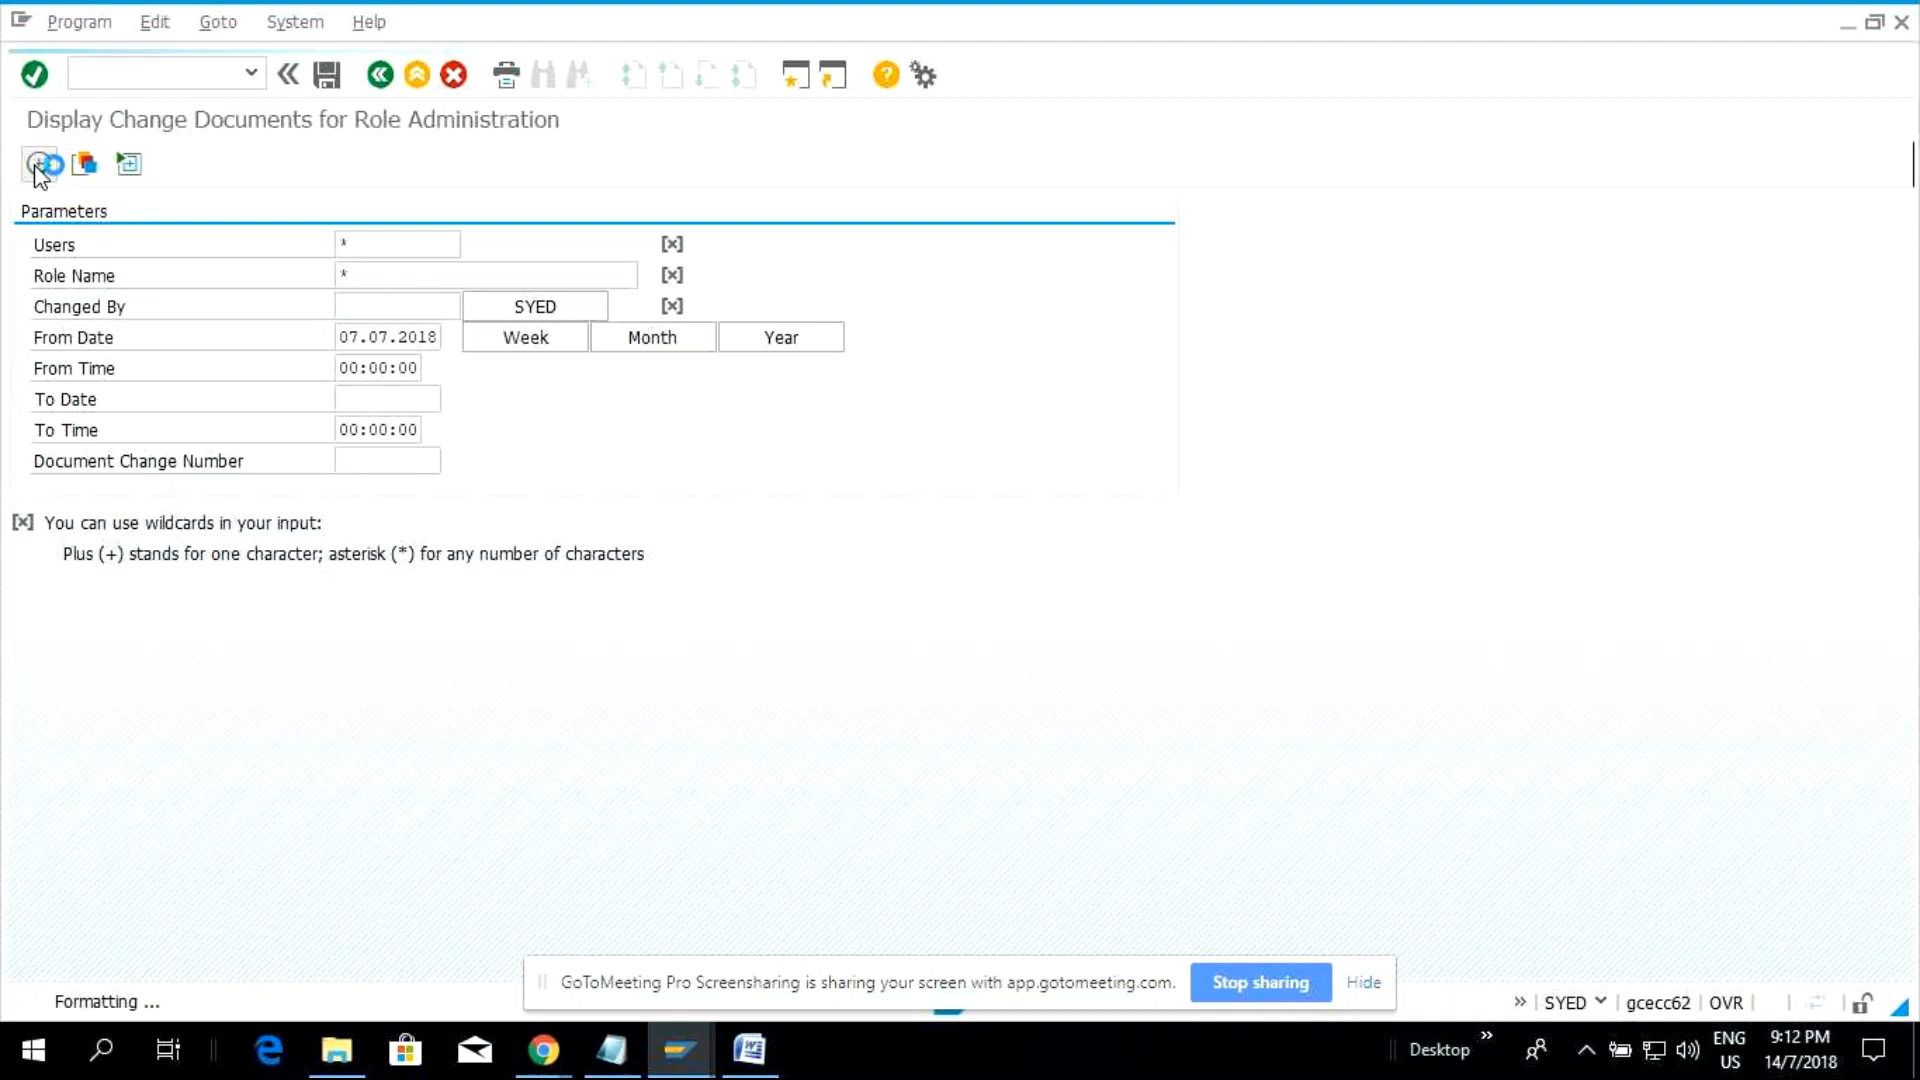 Program Edit Goto System Help
Display Change Documents for Role Administration
Parameters
Users * [×]
Role Name * [×]
Changed By SYED [×]
From Date 07.07.2018 Week Month Year
From Time 00:00:00
To Date
To Time 00:00:00
Document Change Number
[×] You can use wildcards in your input:
Plus (+) stands for one character; asterisk (*) for any number of characters
GoToMeeting Pro Screensharing is sharing your screen with app.gotomeeting.com. Stop sharing Hide
Formatting ... » SYED gcecc62 OVR
Desktop » ENG 9:12 PM
US 14/7/2018